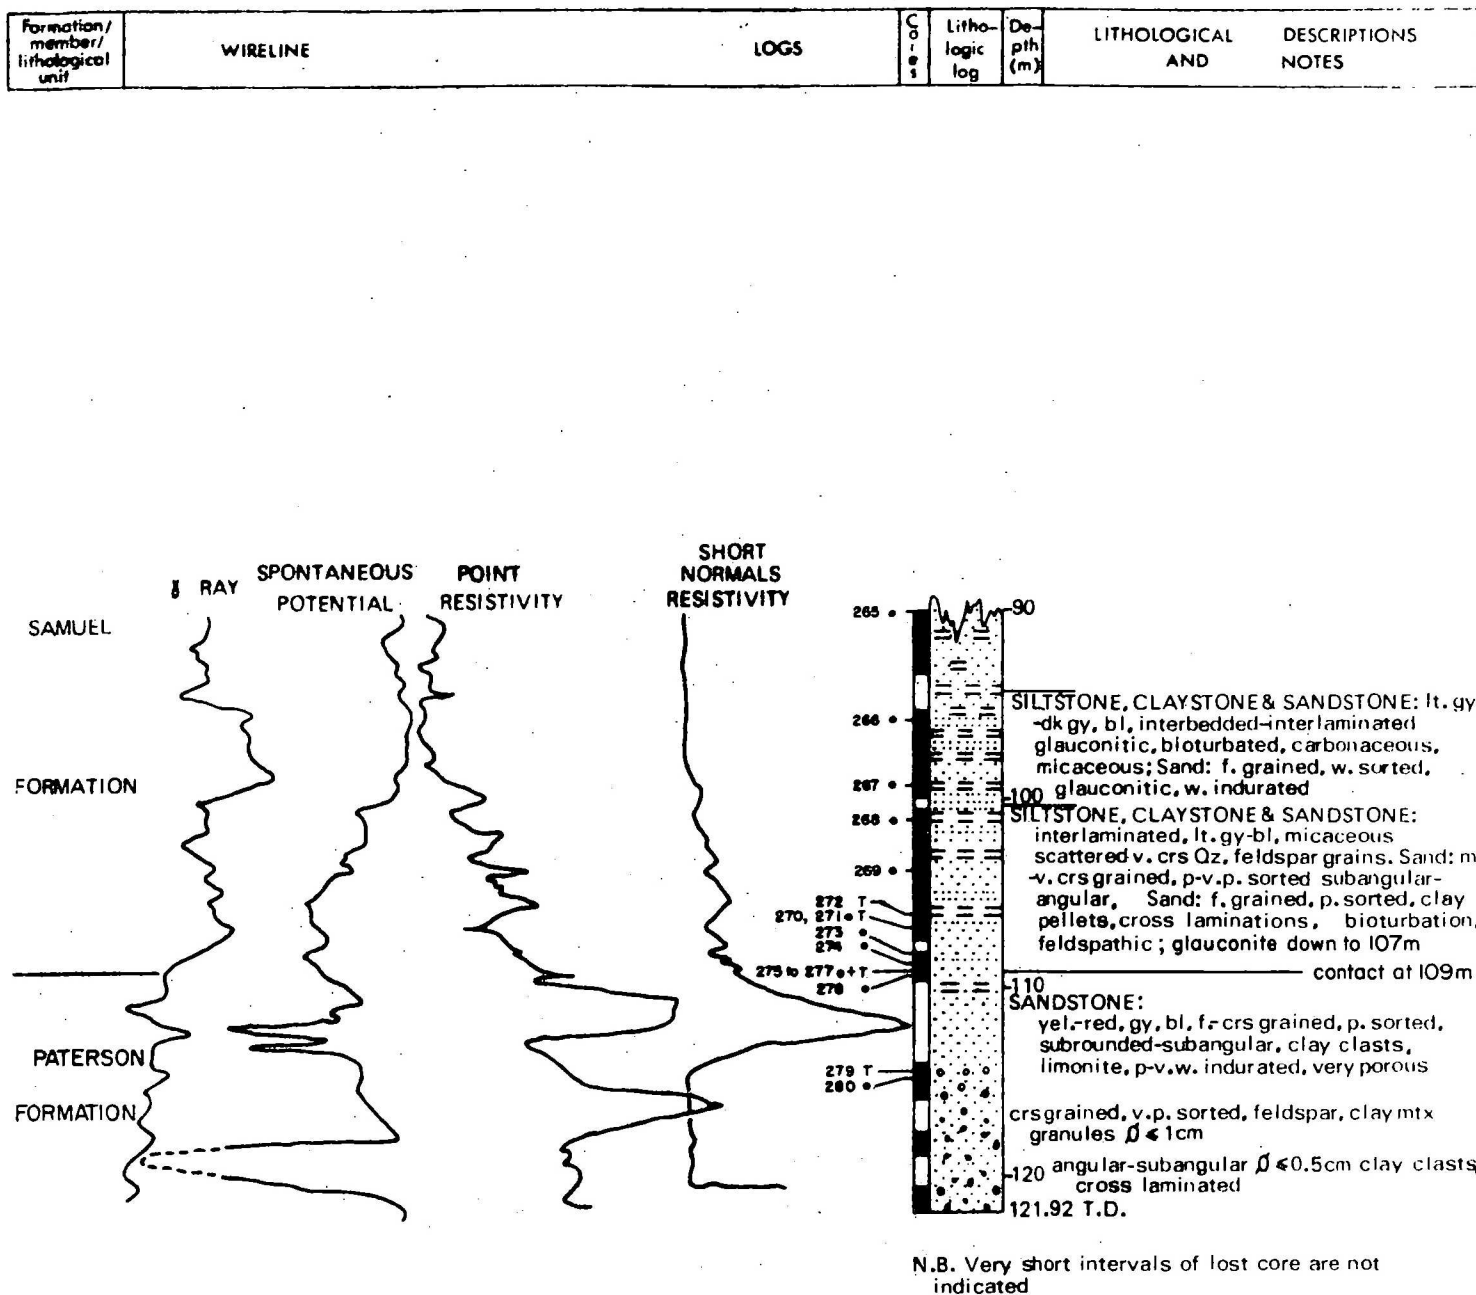 Formation/
member/
lithological
unit
WIRELINE LOGS
Cores
Litho-
logic
log
De-
pth
(m)
LITHOLOGICAL DESCRIPTIONS
AND NOTES
γ RAY
SPONTANEOUS
POTENTIAL
POINT
RESISTIVITY
SHORT
NORMALS
RESISTIVITY
SAMUEL
FORMATION
PATERSON
FORMATION
265
266
267
268
269
272 T
270, 271 • T
273
274
275 to 277 • + T
278
279 T
280
90
100
110
120
121.92 T.D.
SILTSTONE, CLAYSTONE & SANDSTONE: lt. gy
-dk gy, bl, interbedded-interlaminated
glauconitic, bioturbated, carbonaceous,
micaceous; Sand: f. grained, w. sorted,
glauconitic, w. indurated
SILTSTONE, CLAYSTONE & SANDSTONE:
interlaminated, lt. gy-bl, micaceous
scattered v. crs Qz, feldspar grains. Sand: m
-v. crs grained, p-v.p. sorted subangular-
angular, Sand: f. grained, p. sorted, clay
pellets, cross laminations, bioturbation,
feldspathic; glauconite down to 107m
contact at 109m
SANDSTONE:
yel.-red, gy, bl, f.-crs grained, p. sorted,
subrounded-subangular, clay clasts,
limonite, p-v.w. indurated, very porous
crs grained, v.p. sorted, feldspar, clay mtx
granules Ø ≤ 1cm
angular-subangular Ø ≤ 0.5cm clay clasts,
cross laminated
N.B. Very short intervals of lost core are not
indicated